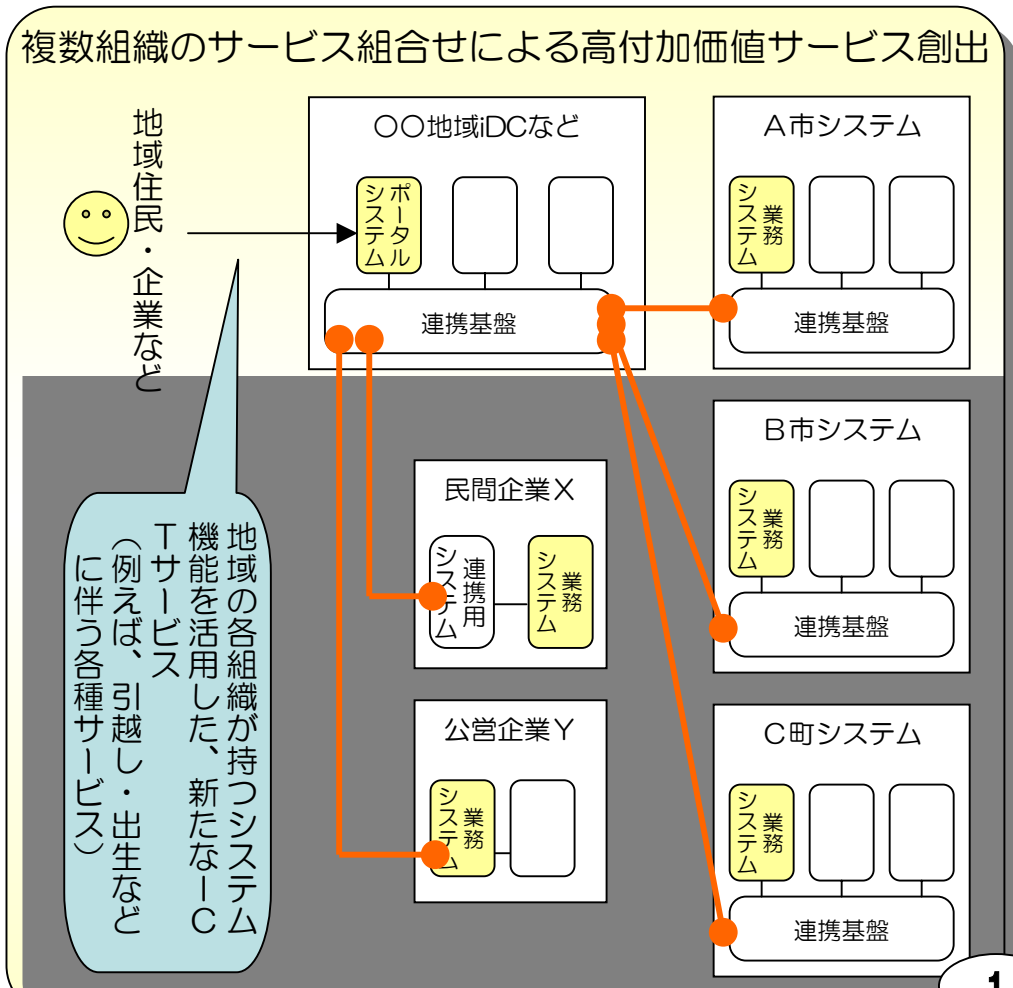 複数組織のサービス組合せによる高付加価値サービス創出
地域住民・企業など
〇〇地域iDCなど
ポータル
システム
連携基盤
A市システム
業務
システム
連携基盤
B市システム
業務
システム
連携基盤
民間企業X
連携用
システム
業務
システム
公営企業Y
業務
システム
C町システム
業務
システム
連携基盤
地域の各組織が持つシステム
機能を活用した、新たなIC
Tサービス
(例えば、引越し・出生など
に伴う各種サービス)
1